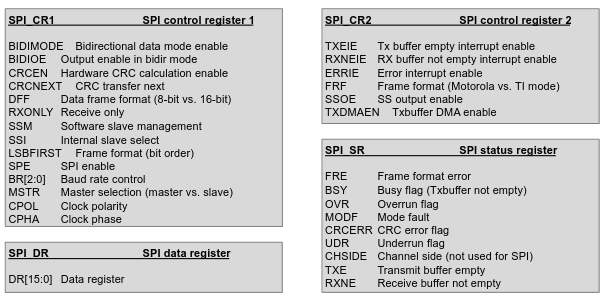 SPI_CR1 SPI control register 1
BIDIMODE Bidirectional data mode enable
BIDIOE Output enable in bidir mode
CRCEN Hardware CRC calculation enable
CRCNEXT CRC transfer next
DFF Data frame format (8-bit vs. 16-bit)
RXONLY Receive only
SSM Software slave management
SSI Internal slave select
LSBFIRST Frame format (bit order)
SPE SPI enable
BR[2:0] Baud rate control
MSTR Master selection (master vs. slave)
CPOL Clock polarity
CPHA Clock phase
SPI_DR SPI data register
DR[15:0] Data register
SPI_CR2 SPI control register 2
TXEIE Tx buffer empty interrupt enable
RXNEIE RX buffer not empty interrupt enable
ERRIE Error interrupt enable
FRF Frame format (Motorola vs. TI mode)
SSOE SS output enable
TXDMAEN Txbuffer DMA enable
SPI_SR SPI status register
FRE Frame format error
BSY Busy flag (Txbuffer not empty)
OVR Overrun flag
MODF Mode fault
CRCERR CRC error flag
UDR Underrun flag
CHSIDE Channel side (not used for SPI)
TXE Transmit buffer empty
RXNE Receive buffer not empty